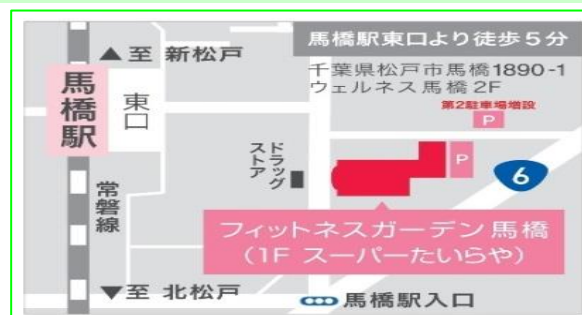 馬橋駅東口より徒歩5分
千葉県松戸市馬橋1890-1
ウェルネス馬橋 2F
第2駐車場増設
P
▲至 新松戸
馬橋駅
東口
常磐線
ドラッグ
ストア
P
6
フィットネスガーデン 馬橋
(1F スーパーたいらや)
▼至 北松戸
馬橋駅入口